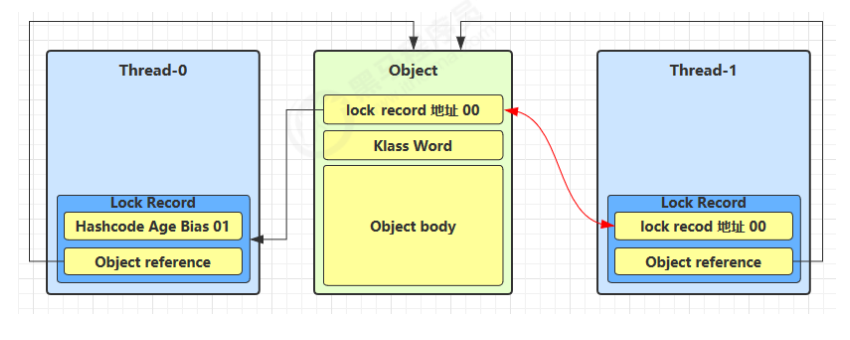 Thread-0
Object
Thread-1
lock record 地址 00
Klass Word
Object body
Lock Record
Hashcode Age Bias 01
Object reference
Lock Record
lock recod 地址 00
Object reference